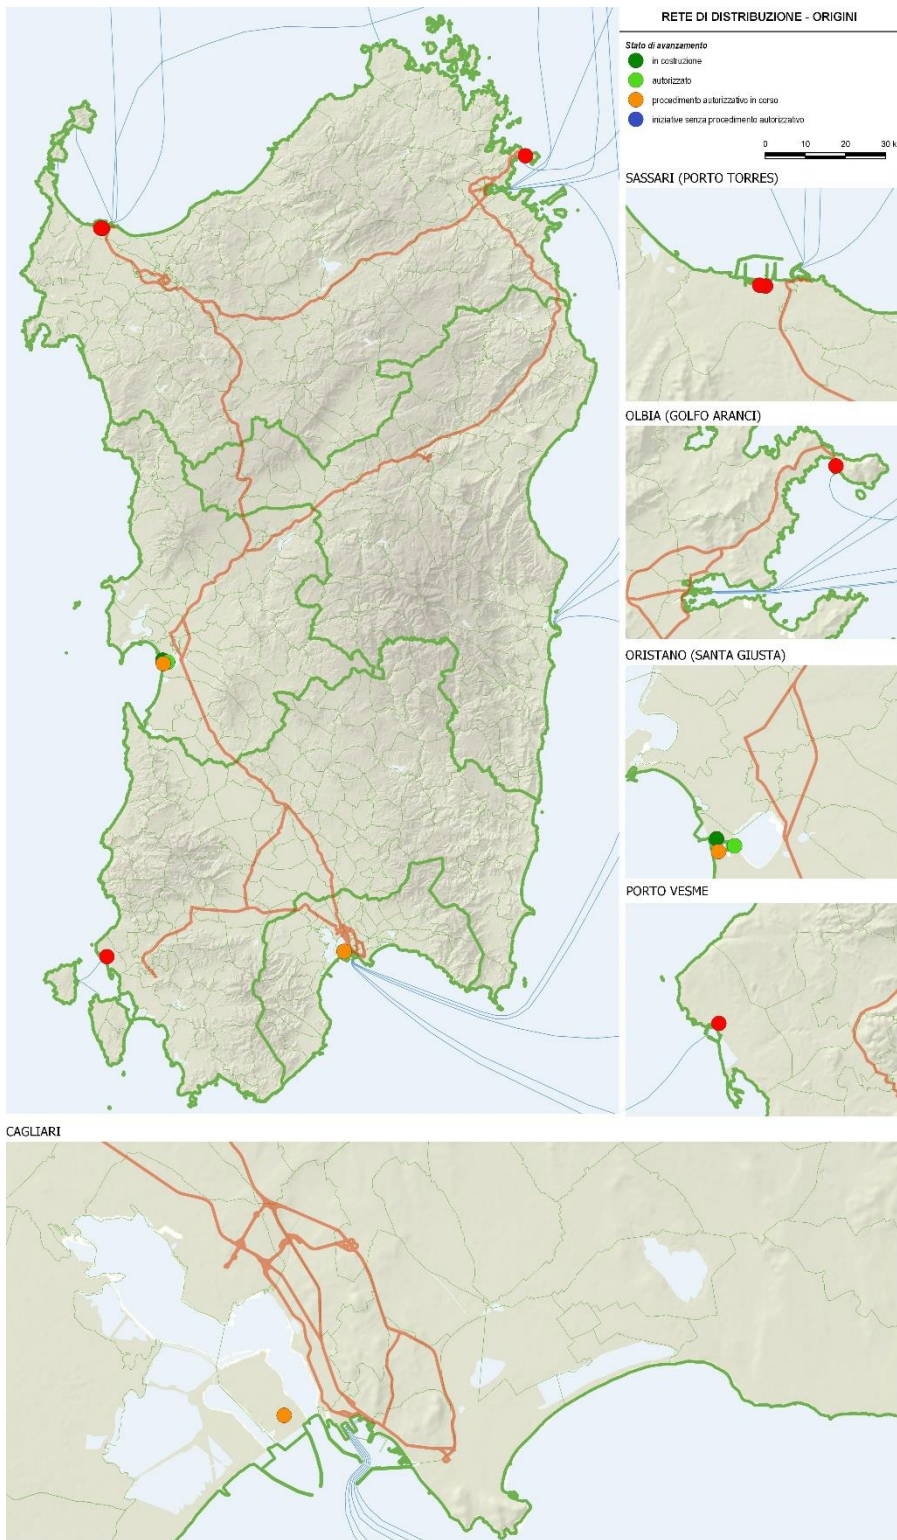 RETE DI DISTRIBUZIONE - ORIGINI
Stato di avanzamento
in costruzione
autorizzato
procedimento autorizzativo in corso
iniziative senza procedimento autorizzativo
0 10 20 30 k
SASSARI (PORTO TORRES)
OLBIA (GOLFO ARANCI)
ORISTANO (SANTA GIUSTA)
PORTO VESME
CAGLIARI